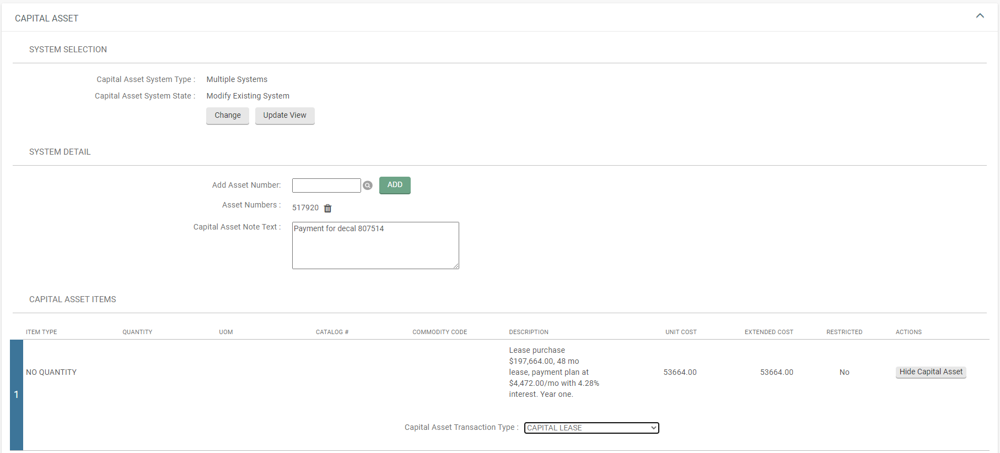 CAPITAL ASSET
SYSTEM SELECTION
Capital Asset System Type : Multiple Systems
Capital Asset System State : Modify Existing System
Change Update View
SYSTEM DETAIL
Add Asset Number: ADD
Asset Numbers : 517920
Capital Asset Note Text : Payment for decal 807514
CAPITAL ASSET ITEMS
ITEM TYPE QUANTITY UOM CATALOG # COMMODITY CODE DESCRIPTION UNIT COST EXTENDED COST RESTRICTED ACTIONS
1
NO QUANTITY
Lease purchase
$197,664.00, 48 mo
lease, payment plan at
$4,472.00/mo with 4.28%
interest. Year one.
53664.00 53664.00 No Hide Capital Asset
Capital Asset Transaction Type : CAPITAL LEASE